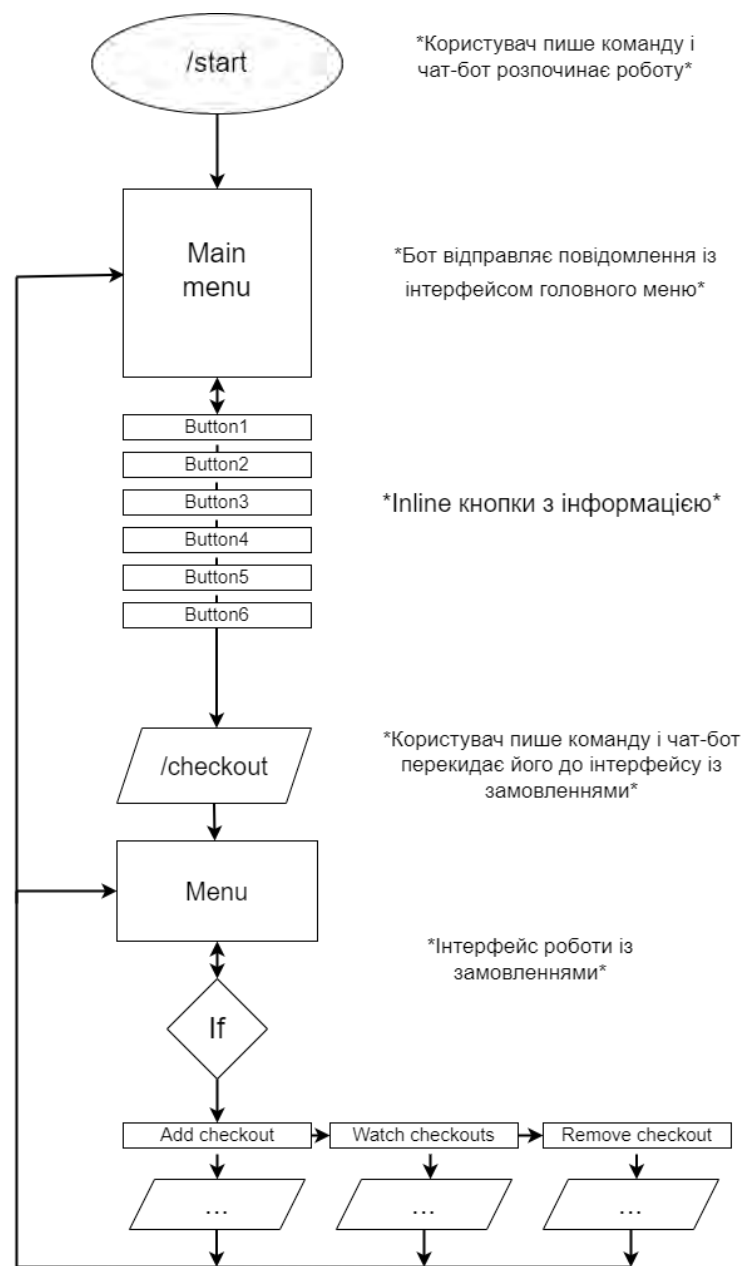 /start
*Користувач пише команду і
чат-бот розпочинає роботу*
Main
menu
*Бот відправляє повідомлення із
інтерфейсом головного меню*
Button1
Button2
Button3
Button4
Button5
Button6
*Inline кнопки з інформацією*
/checkout
*Користувач пише команду і чат-бот
перекидає його до інтерфейсу із
замовленнями*
Menu
*Інтерфейс роботи із
замовленнями*
If
Add checkout
Watch checkouts
Remove checkout
...
...
...